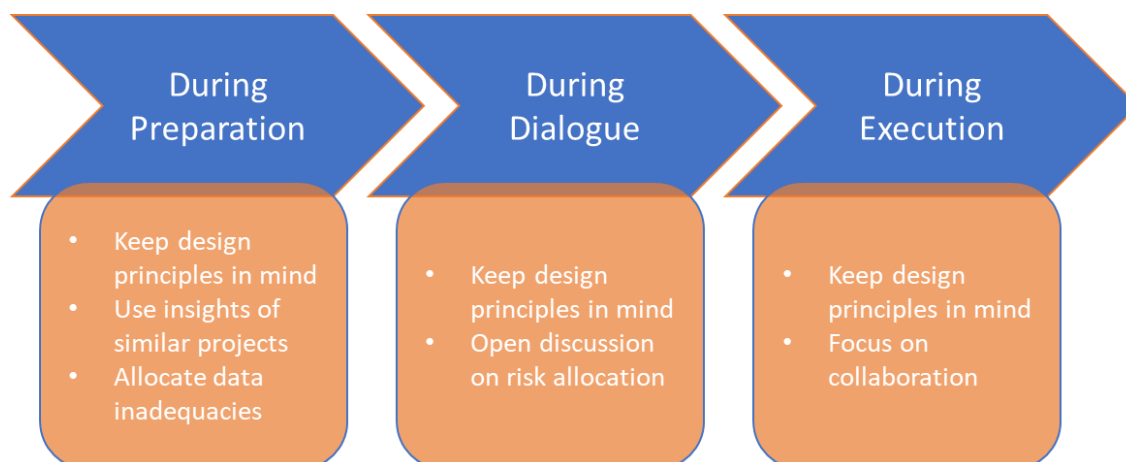 During
Preparation
• Keep design
principles in mind
• Use insights of
similar projects
• Allocate data
inadequacies
During
Dialogue
• Keep design
principles in mind
• Open discussion
on risk allocation
During
Execution
• Keep design
principles in mind
• Focus on
collaboration